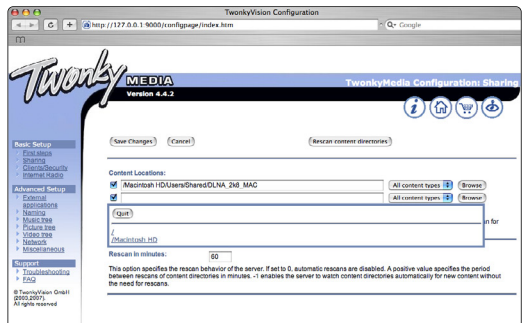 TwonkyVision Configuration
http://127.0.0.1:9000/configpage/index.htm
Google
Twonky
MEDIA
Version 4.4.2
TwonkyMedia Configuration: Sharing
Save Changes
Cancel
Rescan content directories
Basic Setup
First steps
Sharing
Clients/Security
Internet Radio
Advanced Setup
External
applications
Naming
Music tree
Picture tree
Video tree
Network
Miscellaneous
Support
Troubleshooting
FAQ
© TwonkyVision GmbH
(2003,2007).
All rights reserved
Content Locations:
/Macintosh HD/Users/Shared/DLNA_2k8_MAC
All content types
Browse
All content types
Browse
Quit
/
/Macintosh HD
n for
Rescan in minutes:
60
This option specifies the rescan behavior of the server. If set to 0, automatic rescans are disabled. A positive value specifies the period
between rescans of content directories in minutes. -1 enables the server to watch content directories automatically for new content without
the need for rescans.